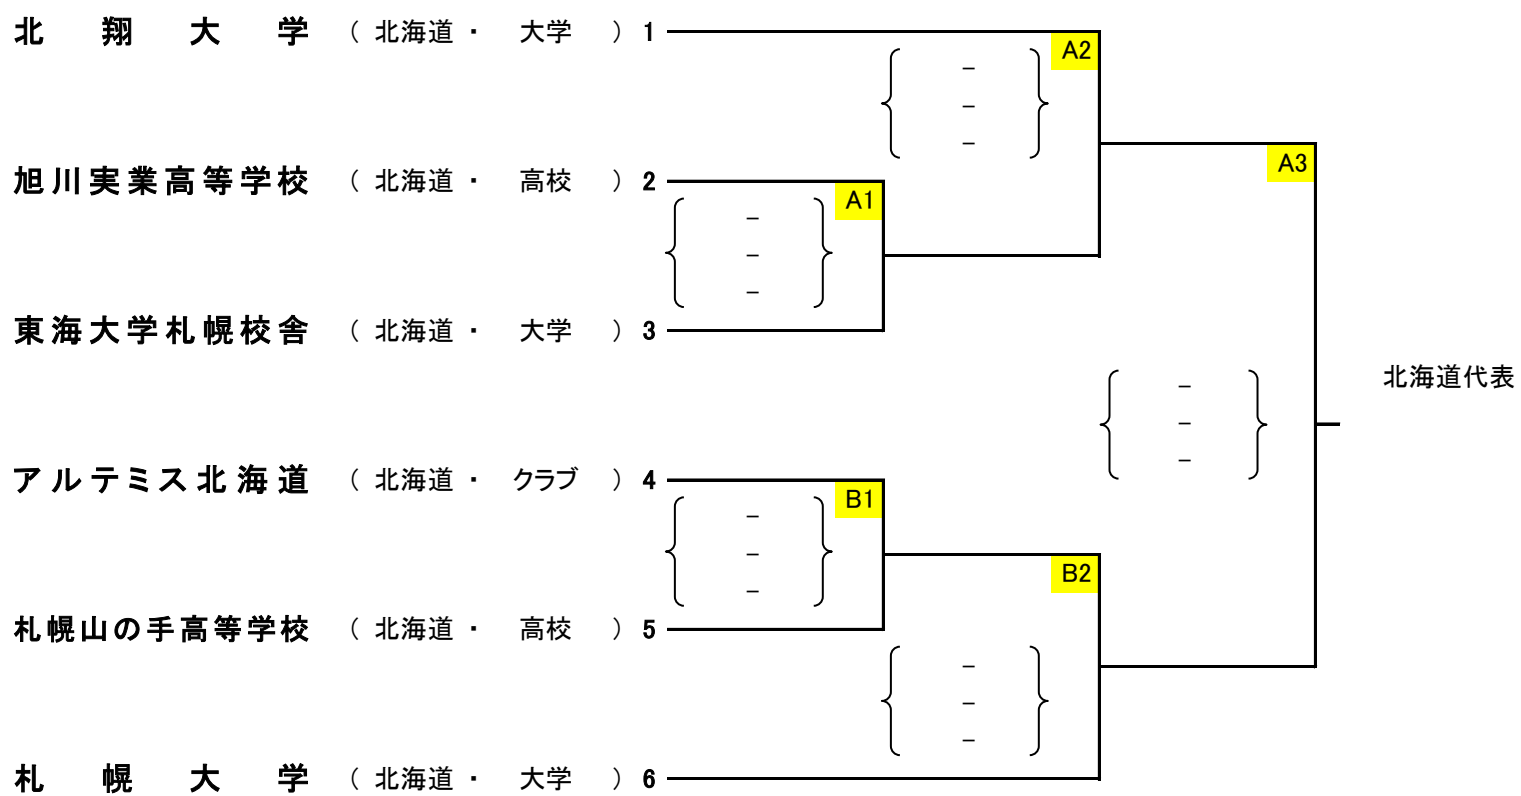 北翔大学 （ 北海道 ・ 大学 ） 1
A2
–
–
–
A3
旭川実業高等学校 （ 北海道 ・ 高校 ） 2
A1
–
–
–
東海大学札幌校舎 （ 北海道 ・ 大学 ） 3
北海道代表
–
–
–
アルテミス北海道 （ 北海道 ・ クラブ ） 4
B1
–
–
–
B2
札幌山の手高等学校 （ 北海道 ・ 高校 ） 5
–
–
–
札幌大学 （ 北海道 ・ 大学 ） 6